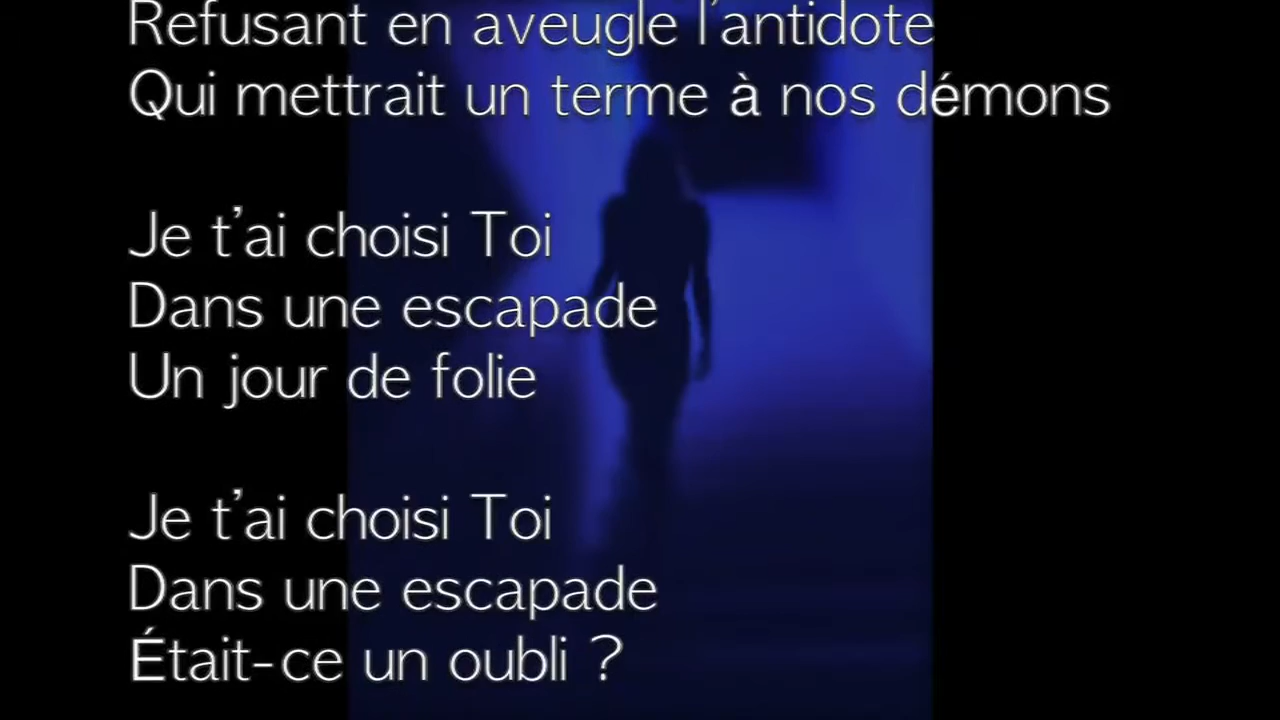 Refusant en aveugle l'antidote
Qui mettrait un terme à nos démons
Je t'ai choisi Toi
Dans une escapade
Un jour de folie
Je t'ai choisi Toi
Dans une escapade
Était-ce un oubli ?